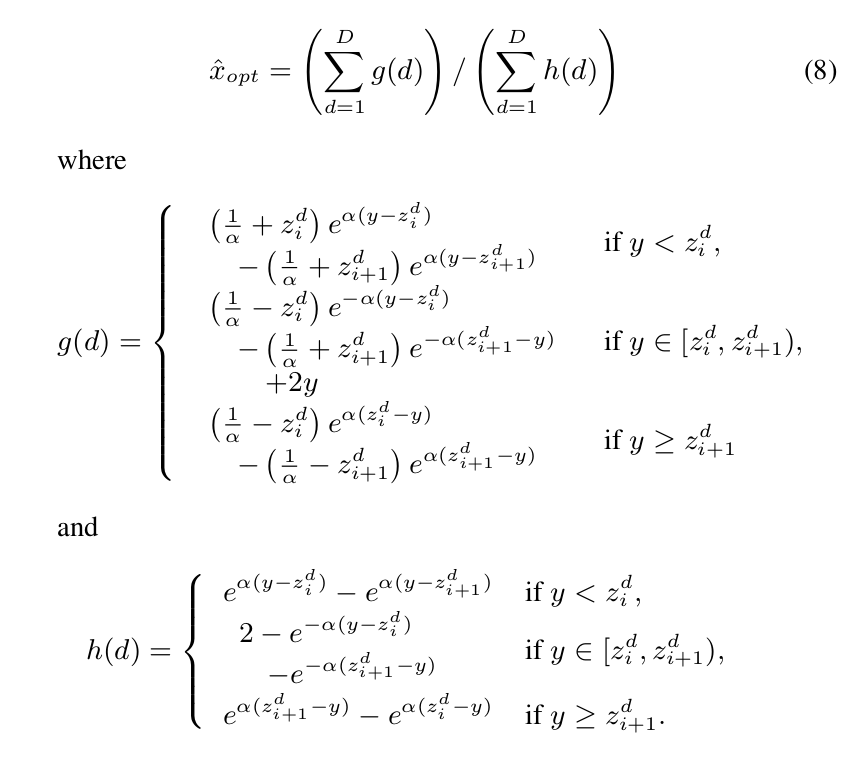 $\hat{x}_{opt} = \left( \sum_{d=1}^{D} g(d) \right) / \left( \sum_{d=1}^{D} h(d) \right)$ (8)
where
$g(d) = \begin{cases} \left(\frac{1}{\alpha} + z_i^d\right) e^{\alpha(y - z_i^d)} \\ \quad - \left(\frac{1}{\alpha} + z_{i+1}^d\right) e^{\alpha(y - z_{i+1}^d)} & \text{if } y < z_i^d, \\ \left(\frac{1}{\alpha} - z_i^d\right) e^{-\alpha(y - z_i^d)} \\ \quad - \left(\frac{1}{\alpha} + z_{i+1}^d\right) e^{-\alpha(z_{i+1}^d - y)} & \text{if } y \in [z_i^d, z_{i+1}^d), \\ \qquad + 2y \\ \left(\frac{1}{\alpha} - z_i^d\right) e^{\alpha(z_i^d - y)} \\ \quad - \left(\frac{1}{\alpha} - z_{i+1}^d\right) e^{\alpha(z_{i+1}^d - y)} & \text{if } y \geq z_{i+1}^d \end{cases}$
and
$h(d) = \begin{cases} e^{\alpha(y - z_i^d)} - e^{\alpha(y - z_{i+1}^d)} & \text{if } y < z_i^d, \\ \quad 2 - e^{-\alpha(y - z_i^d)} \\ \qquad - e^{-\alpha(z_{i+1}^d - y)} & \text{if } y \in [z_i^d, z_{i+1}^d), \\ e^{\alpha(z_{i+1}^d - y)} - e^{\alpha(z_i^d - y)} & \text{if } y \geq z_{i+1}^d. \end{cases}$